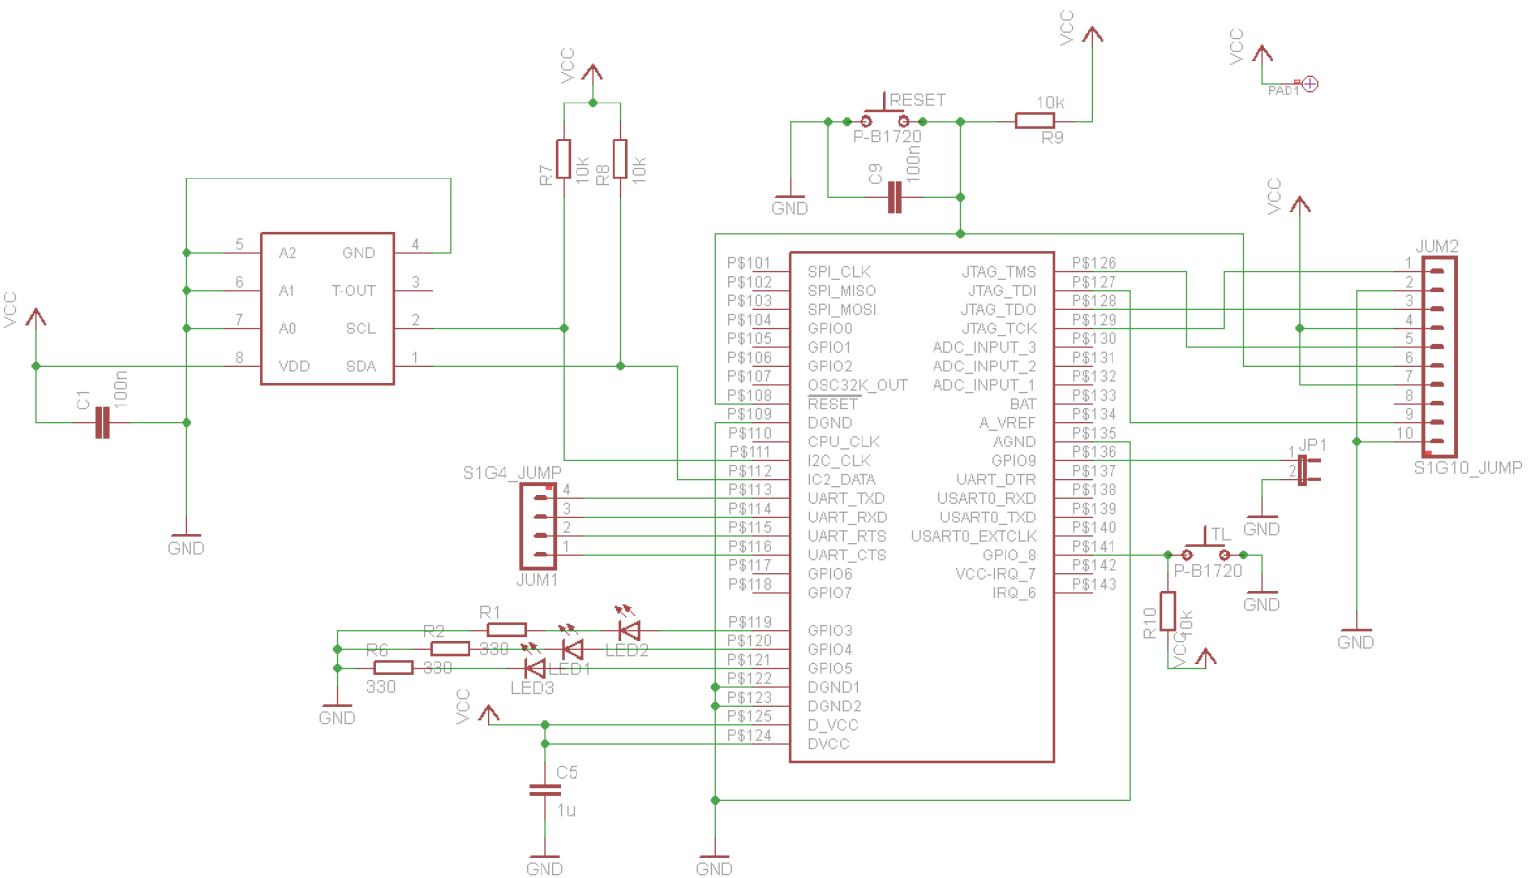 VCC
VCC
VCC
PAD1
RESET
P-B1720
10k
R9
C9
100n
GND
VCC
R7
10k
R8
10k
VCC
C1
100n
5 A2 GND 4
6 A1 T-OUT 3
7 A0 SCL 2
8 VDD SDA 1
GND
P$101 SPI_CLK JTAG_TMS P$126
P$102 SPI_MISO JTAG_TDI P$127
P$103 SPI_MOSI JTAG_TDO P$128
P$104 GPIO0 JTAG_TCK P$129
P$105 GPIO1 ADC_INPUT_3 P$130
P$106 GPIO2 ADC_INPUT_2 P$131
P$107 OSC32K_OUT ADC_INPUT_1 P$132
P$108 RESET BAT P$133
P$109 DGND A_VREF P$134
P$110 CPU_CLK AGND P$135
P$111 I2C_CLK GPIO9 P$136
P$112 IC2_DATA UART_DTR P$137
P$113 UART_TXD USART0_RXD P$138
P$114 UART_RXD USART0_TXD P$139
P$115 UART_RTS USART0_EXTCLK P$140
P$116 UART_CTS GPIO_8 P$141
P$117 GPIO6 VCC-IRQ_7 P$142
P$118 GPIO7 IRQ_6 P$143
P$119 GPIO3
P$120 GPIO4
P$121 GPIO5
P$122 DGND1
P$123 DGND2
P$125 D_VCC
P$124 DVCC
JUM2
1
2
3
4
5
6
7
8
9
10
S1G10_JUMP
JP1
1
2
GND
TL
P-B1720
GND
R10
10k
VCC
GND
S1G4_JUMP
4
3
2
1
JUM1
R1
330
LED2
R2
330
LED1
R6
330
LED3
GND
VCC
C5
1u
GND
GND